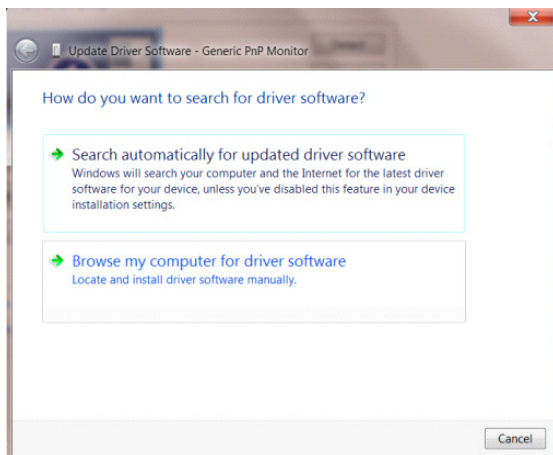 Update Driver Software - Generic PnP Monitor
How do you want to search for driver software?
Search automatically for updated driver software
Windows will search your computer and the Internet for the latest driver
software for your device, unless you've disabled this feature in your device
installation settings.
Browse my computer for driver software
Locate and install driver software manually.
Cancel